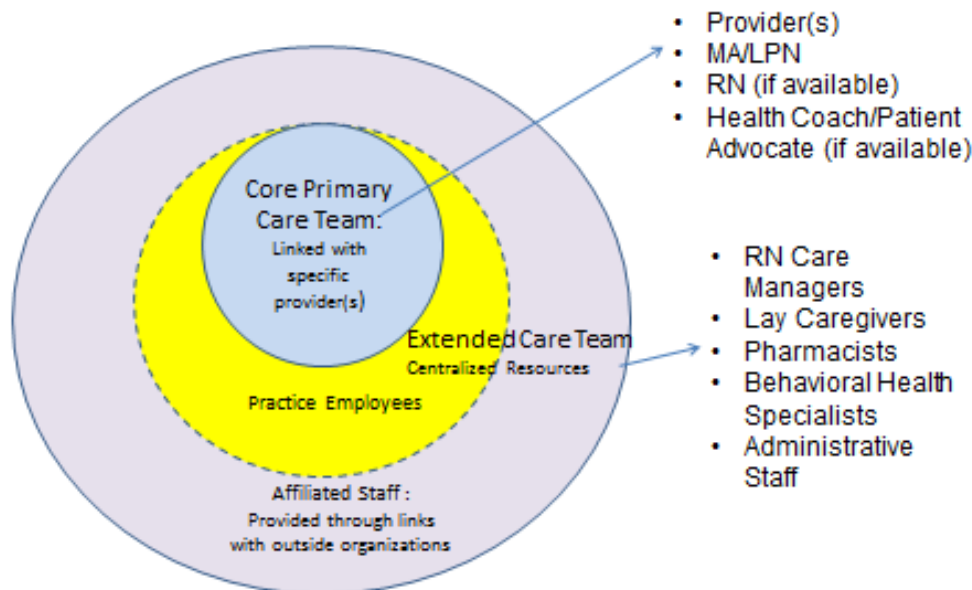 • Provider(s)
• MA/LPN
• RN (if available)
• Health Coach/Patient
Advocate (if available)
Core Primary
Care Team:
Linked with
specific
provider(s)
Extended Care Team
Centralized Resources
Practice Employees
Affiliated Staff :
Provided through links
with outside organizations
• RN Care
Managers
• Lay Caregivers
• Pharmacists
• Behavioral Health
Specialists
• Administrative
Staff